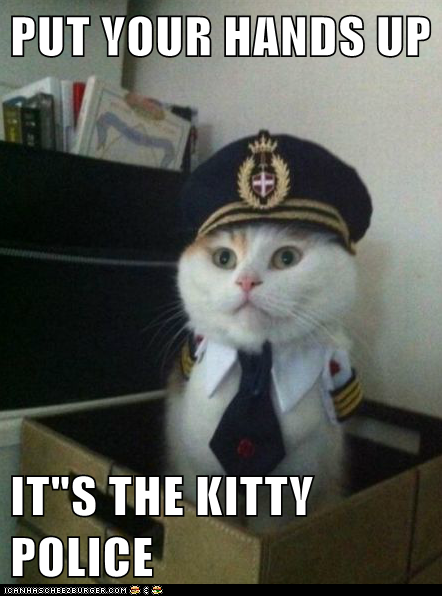 PUT YOUR HANDS UP
IT"S THE KITTY
POLICE
ICANHASCHEEZBURGER.COM